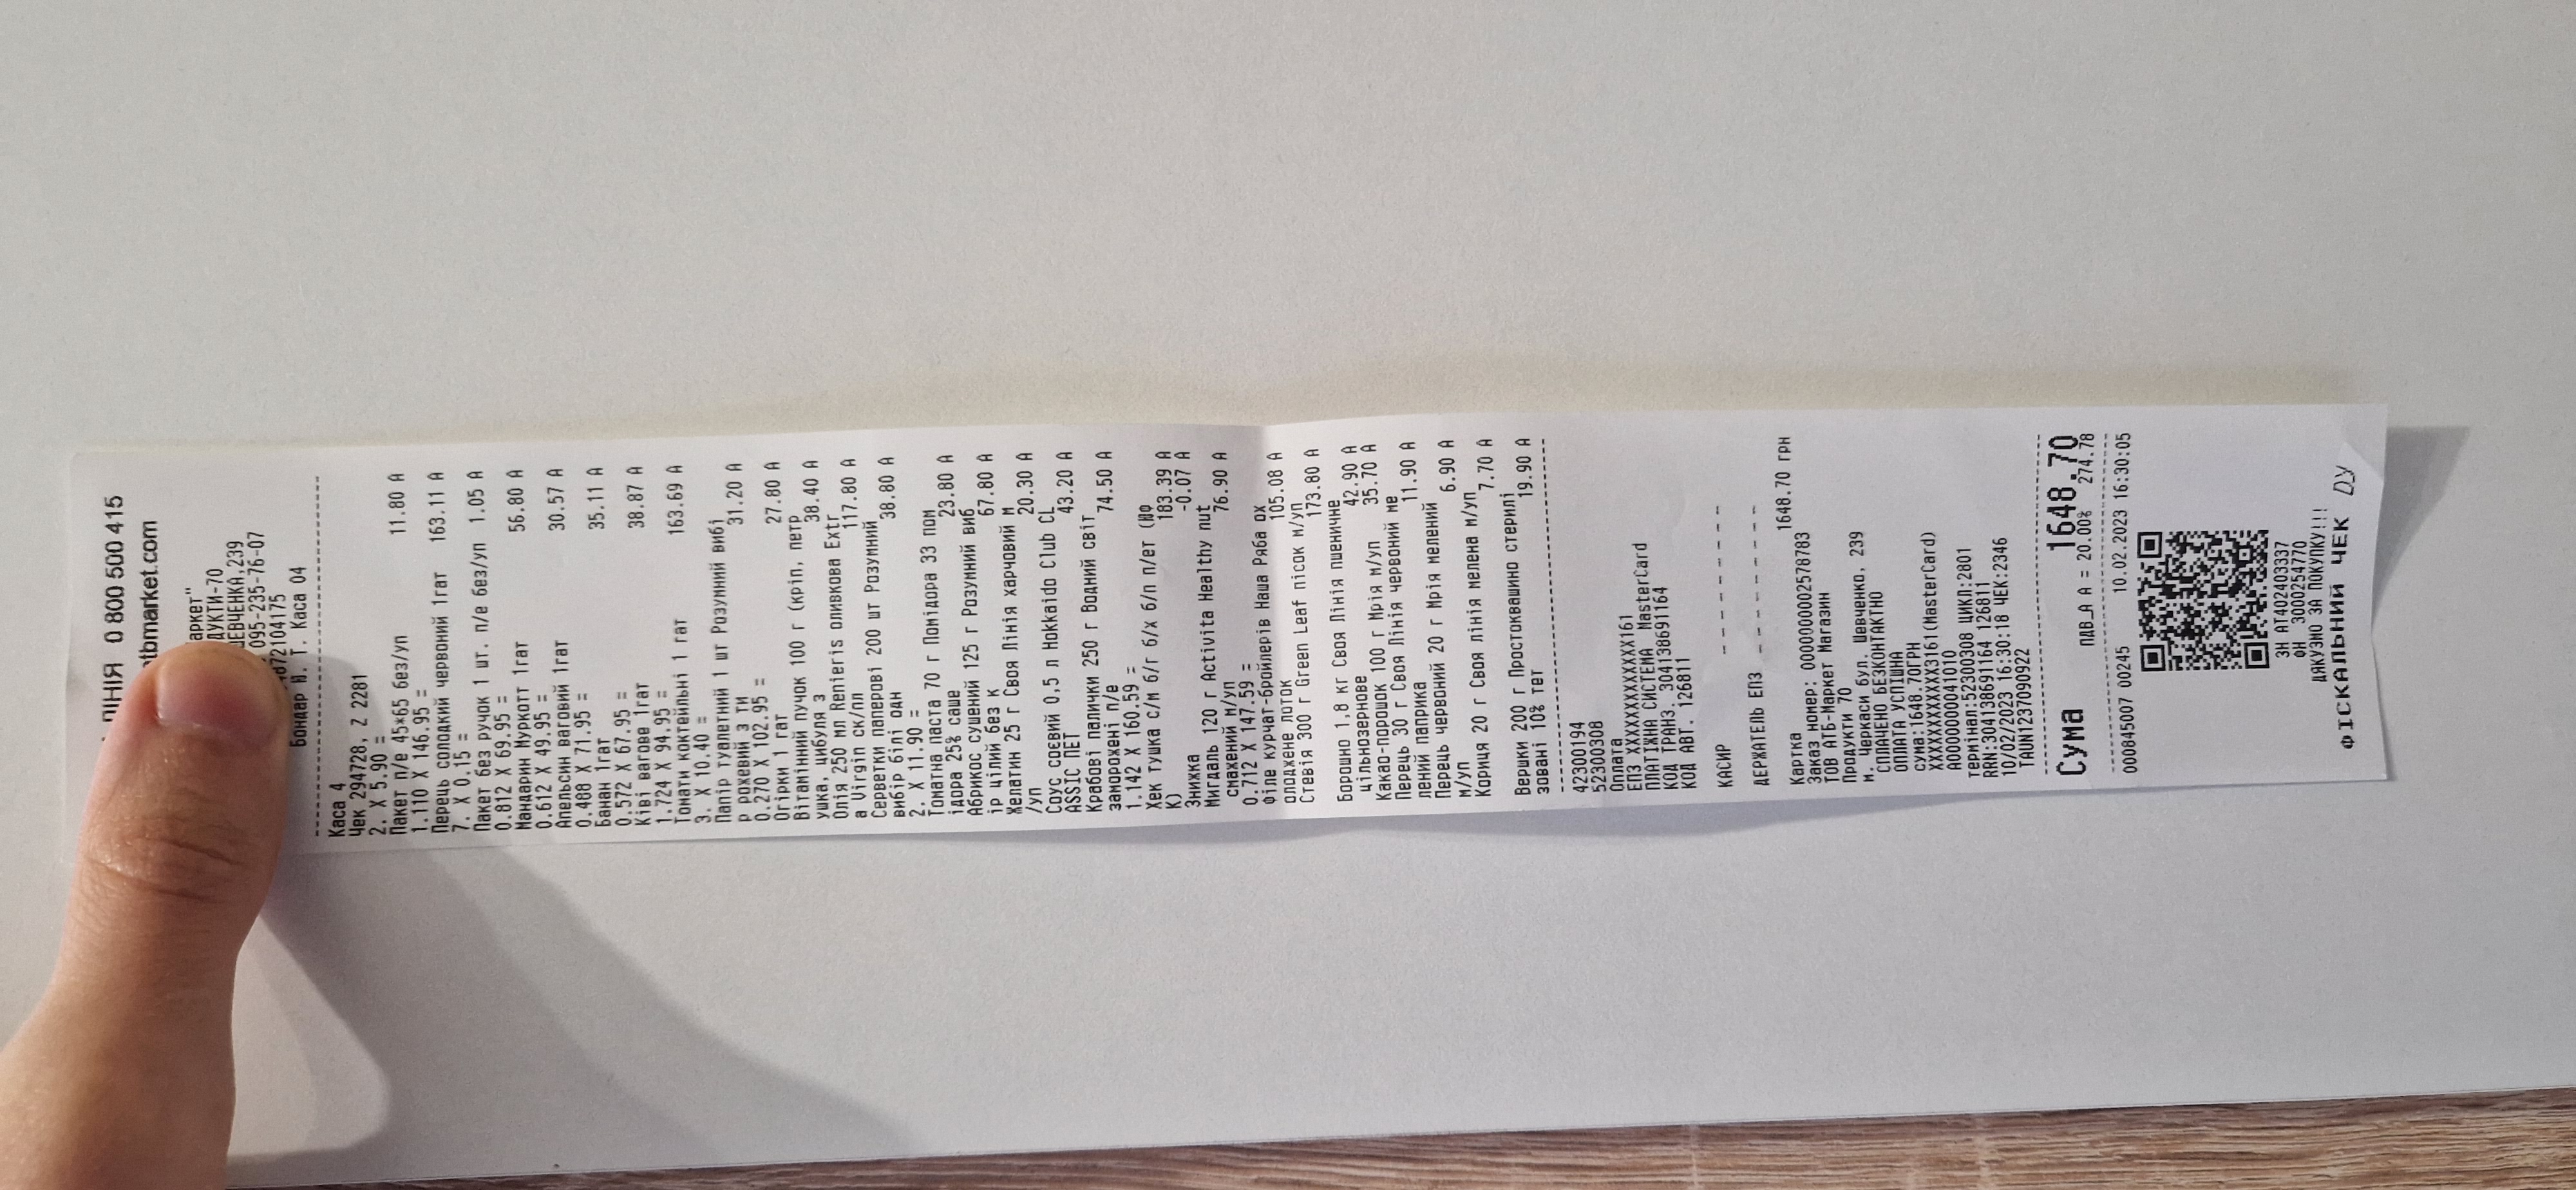 ЛІНІЯ 0 800 500 415
tbmarket.com
аркет"
ДУКТИ-70
ШЕВЧЕНКА,239
095-235-76-07
872104175
Бондар И. Т. Каса 04
Каса 4
Чек 294728, Z 2281
2. X 5.90 =
Пакет п/е 45*65 без/уп 11.80 А
1.110 X 146.95 =
Перець солодкий червоний 1гат 163.11 А
7. X 0.15 =
Пакет без ручок 1 шт. п/е без/уп 1.05 А
0.812 X 69.95 =
Мандарин Муркотт 1гат 56.80 А
0.612 X 49.95 =
Апельсин ваговий 1гат 30.57 А
0.488 X 71.95 =
Банан 1гат 35.11 А
0.572 X 67.95 =
Ківі вагове 1гат 38.87 А
1.724 X 94.95 =
Томати коктейльні 1 гат 163.69 А
3. X 10.40 =
Папір туалетний 1 шт Розумний вибі
р рожевий 3 ти 31.20 А
0.270 X 102.95 =
Огірки 1 гат 27.80 А
Вітамінний пучок 100 г (кріп, петр
ушка, цибуля з 38.40 А
Олія 250 мл Renieris оливкова Extr
a Virgin ск/пл 117.80 А
Серветки паперові 200 шт Розумний
вибір білі одн 38.80 А
2. X 11.90 =
Томатна паста 70 г Помідора 33 пом
ідора 25% саше 23.80 А
Абрикос сушений 125 г Розумний виб
ір цілий без к 67.80 А
Желатин 25 г Своя Лінія харчовий м
/уп 20.30 А
Соус соєвий 0,5 л Hokkaido Club CL
ASSIC ПЕТ 43.20 А
Крабові палички 250 г Водний світ
заморожені п/е 74.50 А
1.142 X 160.59 =
Хек тушка с/м б/г б/х б/п п/ет (ЙФ
К) 183.39 А
Знижка -0.07 А
Мигдаль 120 г Activita Healthy nut
смажений м/уп 76.90 А
0.712 X 147.59 =
Філе курчат-бройлерів Наша Ряба ох
олоджене лоток 105.08 А
Стевія 300 г Green Leaf пісок м/уп
173.80 А
Борошно 1,8 кг Своя Лінія пшеничне
цільнозернове 42.90 А
Какао-порошок 100 г Мрія м/уп 35.70 А
Перець 30 г Своя Лінія червоний ме
лений паприка 11.90 А
Перець червоний 20 г Мрія мелений
м/уп 6.90 А
Кориця 20 г Своя лінія мелена м/уп
7.70 А
Вершки 200 г Простоквашино стерилі
зовані 10% тет 19.90 А
42300194
52300308
Оплата
ЕПЗ XXXXXXXXXXXX161
ПЛАТІЖНА СИСТЕМА MasterCard
КОД ТРАНЗ. 304138691164
КОД АВТ. 126811
КАСИР
ДЕРЖАТЕЛЬ ЕПЗ
Картка 1648.70 грн
Заказ номер: 0000000002578783
ТОВ АТБ-Маркет Магазин
Продукти 70
м. Черкаси бул. Шевченко, 239
СПЛАЧЕНО БЕЗКОНТАКТНО
ОПЛАТА УСПІШНА
сума:1648.70ГРН
XXXXXXXXXXXX3161(MasterCard)
A0000000041010
термінал:52300308 ЦИКЛ:2801
RRN:304138691164 126811
10/02/2023 16:30:18 ЧЕК:2346
TAUN1237090922
Сума 1648.70
ПДВ_А А = 20.00% 274.78
0000845007 00245 10.02.2023 16:30:05
ЗН АТ402403337
ФН 3000254770
ДЯКУЄМО ЗА ПОКУПКУ!!!
ФІСКАЛЬНИЙ ЧЕК